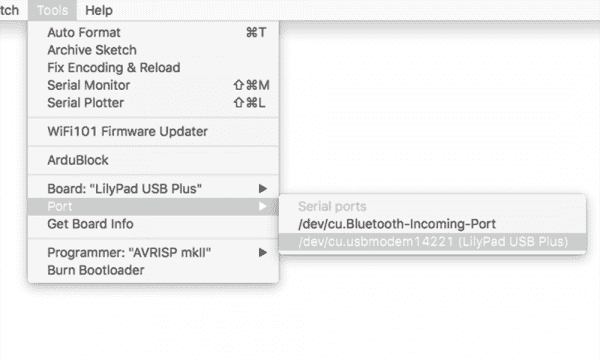 tch Tools Help
Auto Format ⌘T
Archive Sketch
Fix Encoding & Reload
Serial Monitor ⇧⌘M
Serial Plotter ⇧⌘L
WiFi101 Firmware Updater
ArduBlock
Board: "LilyPad USB Plus"
Port
Get Board Info
Programmer: "AVRISP mkII"
Burn Bootloader
Serial ports
/dev/cu.Bluetooth-Incoming-Port
/dev/cu.usbmodem14221 (LilyPad USB Plus)